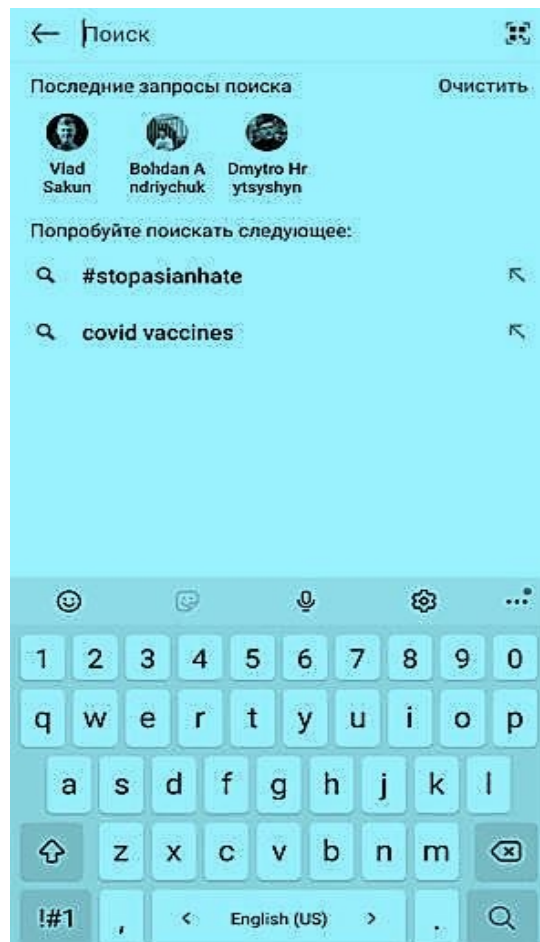 Поиск
Последние запросы поиска Очистить
Vlad Bohdan A Dmytro Hr
Sakun ndriychuk ytsyshyn
Попробуйте поискать следующее:
#stopasianhate
covid vaccines
1 2 3 4 5 6 7 8 9 0
q w e r t y u i o p
a s d f g h j k l
z x c v b n m
!#1 , < English (US) > .